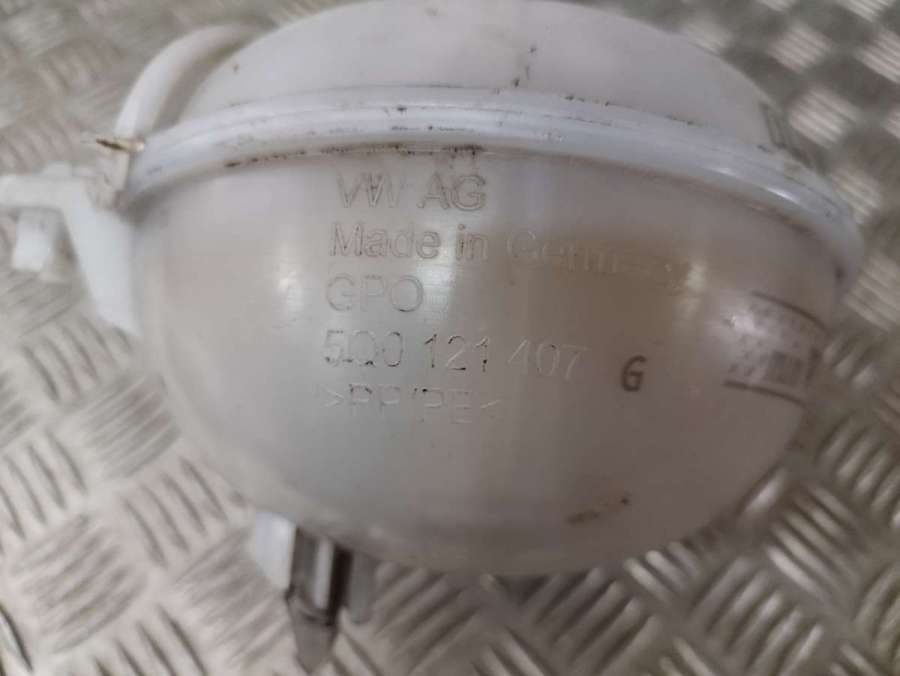 VW AG
Made in Germany
GPO
5Q0 121 407 G
>PP/PE<